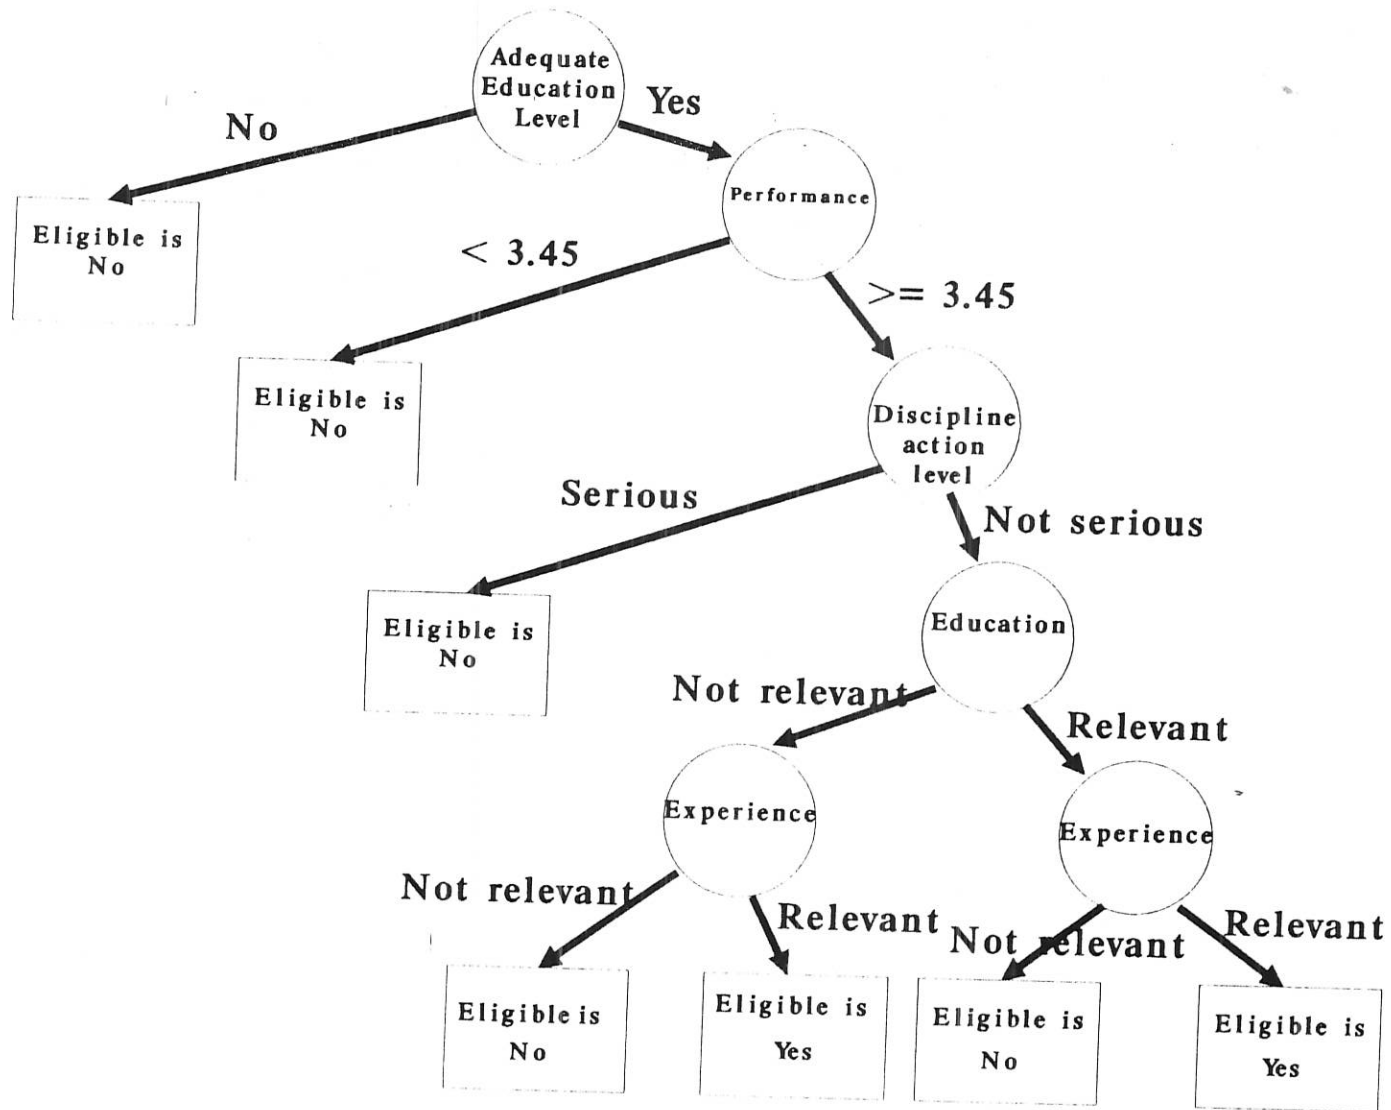 Adequate
Education
Level
Yes
No
Performance
Eligible is
No
< 3.45
>= 3.45
Eligible is
No
Discipline
action
level
Serious
Not serious
Eligible is
No
Education
Not relevant
Relevant
Experience
Experience
Not relevant
Relevant
Not relevant
Relevant
Eligible is
No
Eligible is
Yes
Eligible is
No
Eligible is
Yes